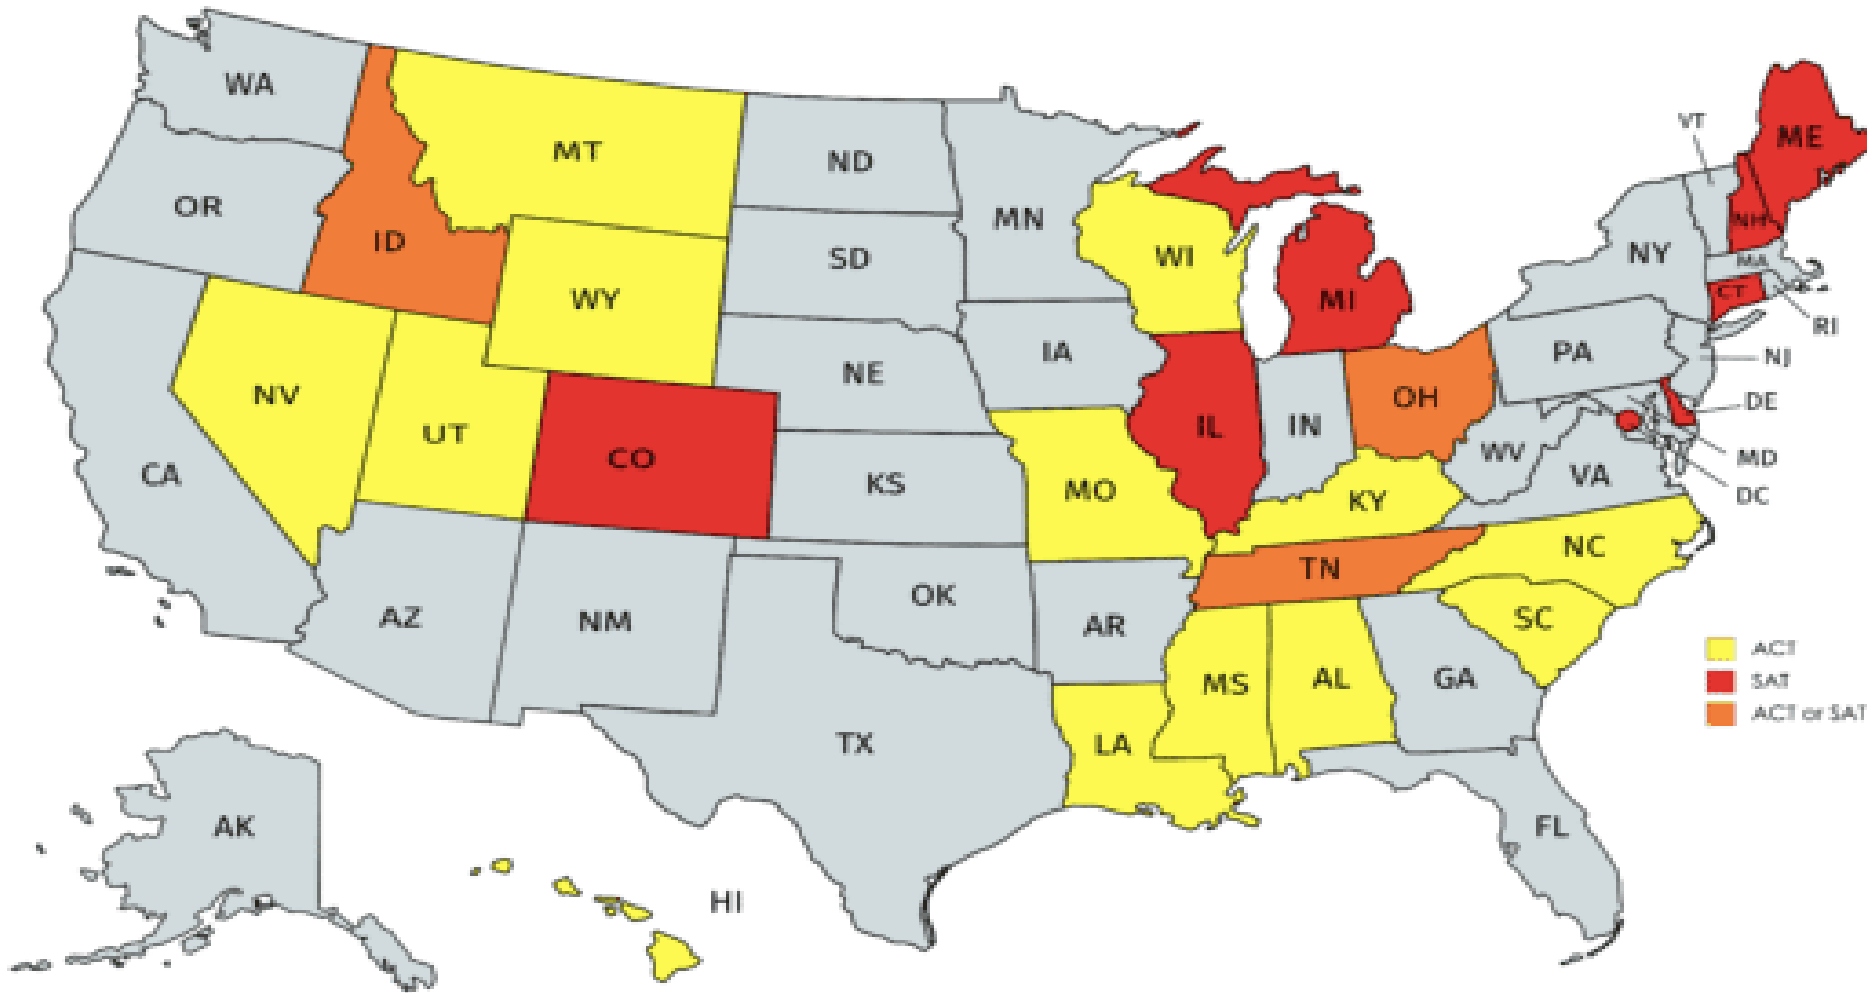 WA
MT
ND
MN
VT
ME
OR
ID
SD
WI
NY
NH
MA
WY
MI
CT
RI
IA
PA
NJ
NV
NE
OH
DE
UT
CO
IL
IN
WV
MD
CA
KS
MO
KY
VA
DC
TN
NC
AZ
NM
OK
AR
SC
MS
AL
GA
TX
LA
FL
AK
HI
ACT
SAT
ACT or SAT